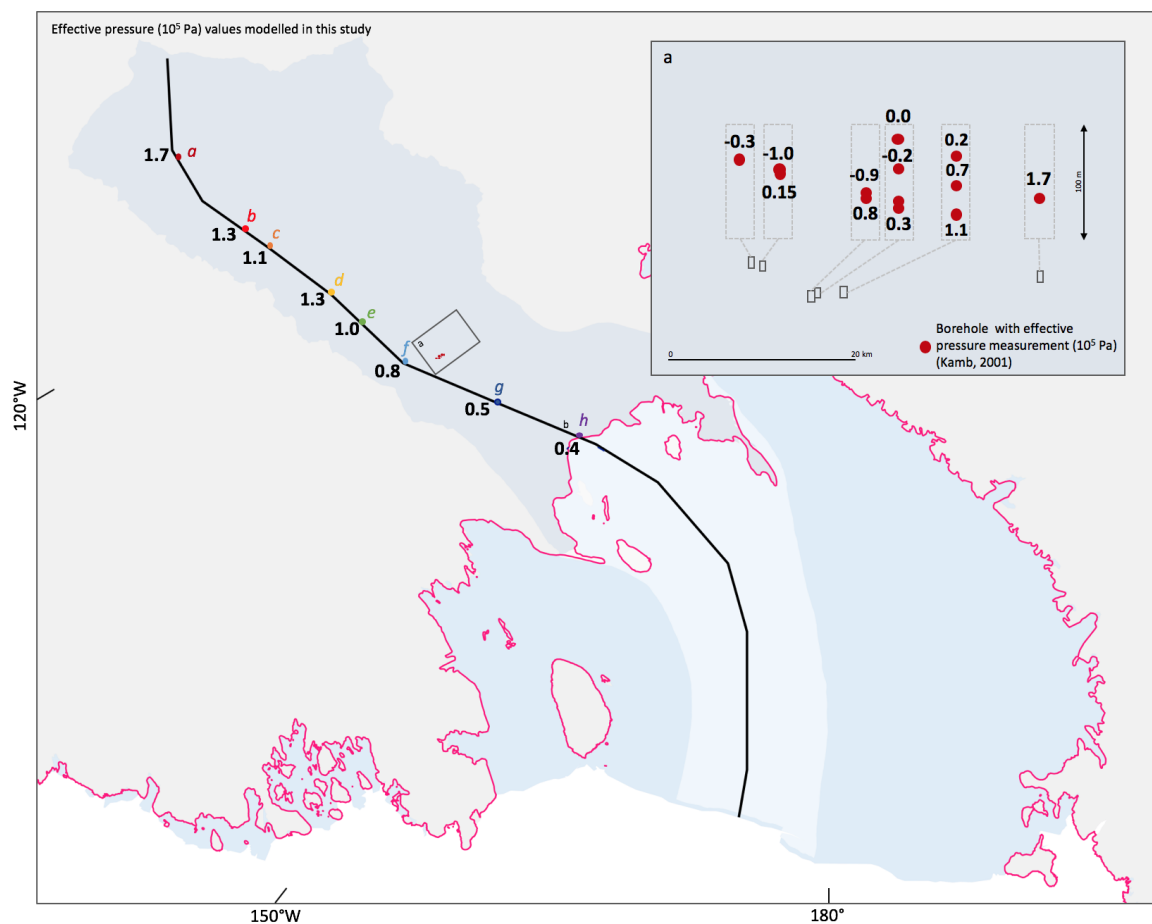 Effective pressure (10⁵ Pa) values modelled in this study
a
0.0
-0.3
-1.0
-0.2
0.2
-0.9
0.7
1.7
0.15
0.8
0.3
1.1
100 m
Borehole with effective
pressure measurement (10⁵ Pa)
(Kamb, 2001)
0
20 km
1.7 a
b
1.3
c
1.1
d
1.3
e
1.0
a
f
0.8
g
0.5
b h
0.4
120°W
150°W
180°